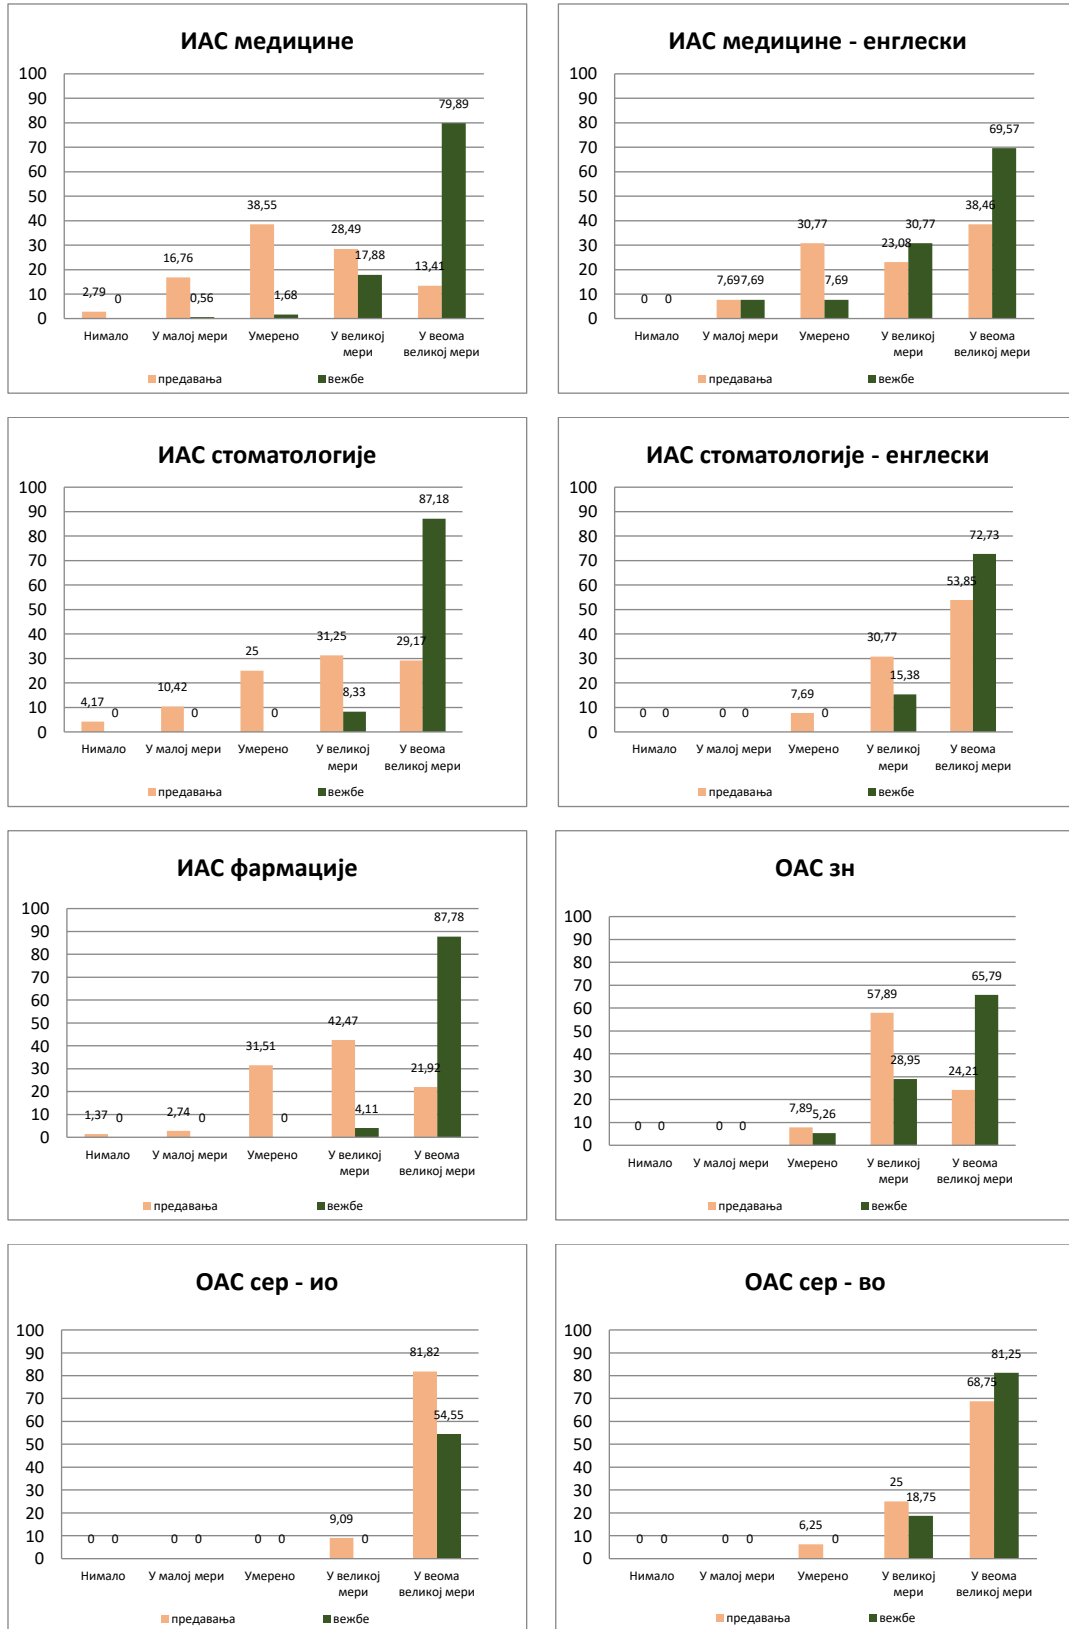 ИАС медицине
100
90
80
70
60
50
40
30
20
10
0
2,79
0
16,76
0,56
38,55
1,68
28,49
17,88
13,41
79,89
Нимало
У малој мери
Умерено
У великој
мери
У веома
великој мери
предавања
вежбе
ИАС медицине - енглески
100
90
80
70
60
50
40
30
20
10
0
0
0
7,69
7,69
30,77
7,69
23,08
30,77
38,46
69,57
Нимало
У малој мери
Умерено
У великој
мери
У веома
великој мери
предавања
вежбе
ИАС стоматологије
100
90
80
70
60
50
40
30
20
10
0
4,17
0
10,42
0
25
0
31,25
8,33
29,17
87,18
Нимало
У малој мери
Умерено
У великој
мери
У веома
великој мери
предавања
вежбе
ИАС стоматологије - енглески
100
90
80
70
60
50
40
30
20
10
0
0
0
0
0
7,69
0
30,77
15,38
53,85
72,73
Нимало
У малој мери
Умерено
У великој
мери
У веома
великој мери
предавања
вежбе
ИАС фармације
100
90
80
70
60
50
40
30
20
10
0
1,37
0
2,74
0
31,51
0
42,47
4,11
21,92
87,78
Нимало
У малој мери
Умерено
У великој
мери
У веома
великој мери
предавања
вежбе
ОАС зн
100
90
80
70
60
50
40
30
20
10
0
0
0
0
0
7,89
5,26
57,89
28,95
24,21
65,79
Нимало
У малој мери
Умерено
У великој
мери
У веома
великој мери
предавања
вежбе
ОАС сер - ио
100
90
80
70
60
50
40
30
20
10
0
0
0
0
0
0
0
9,09
0
81,82
54,55
Нимало
У малој мери
Умерено
У великој
мери
У веома
великој мери
предавања
вежбе
ОАС сер - во
100
90
80
70
60
50
40
30
20
10
0
0
0
0
0
6,25
0
25
18,75
68,75
81,25
Нимало
У малој мери
Умерено
У великој
мери
У веома
великој мери
предавања
вежбе